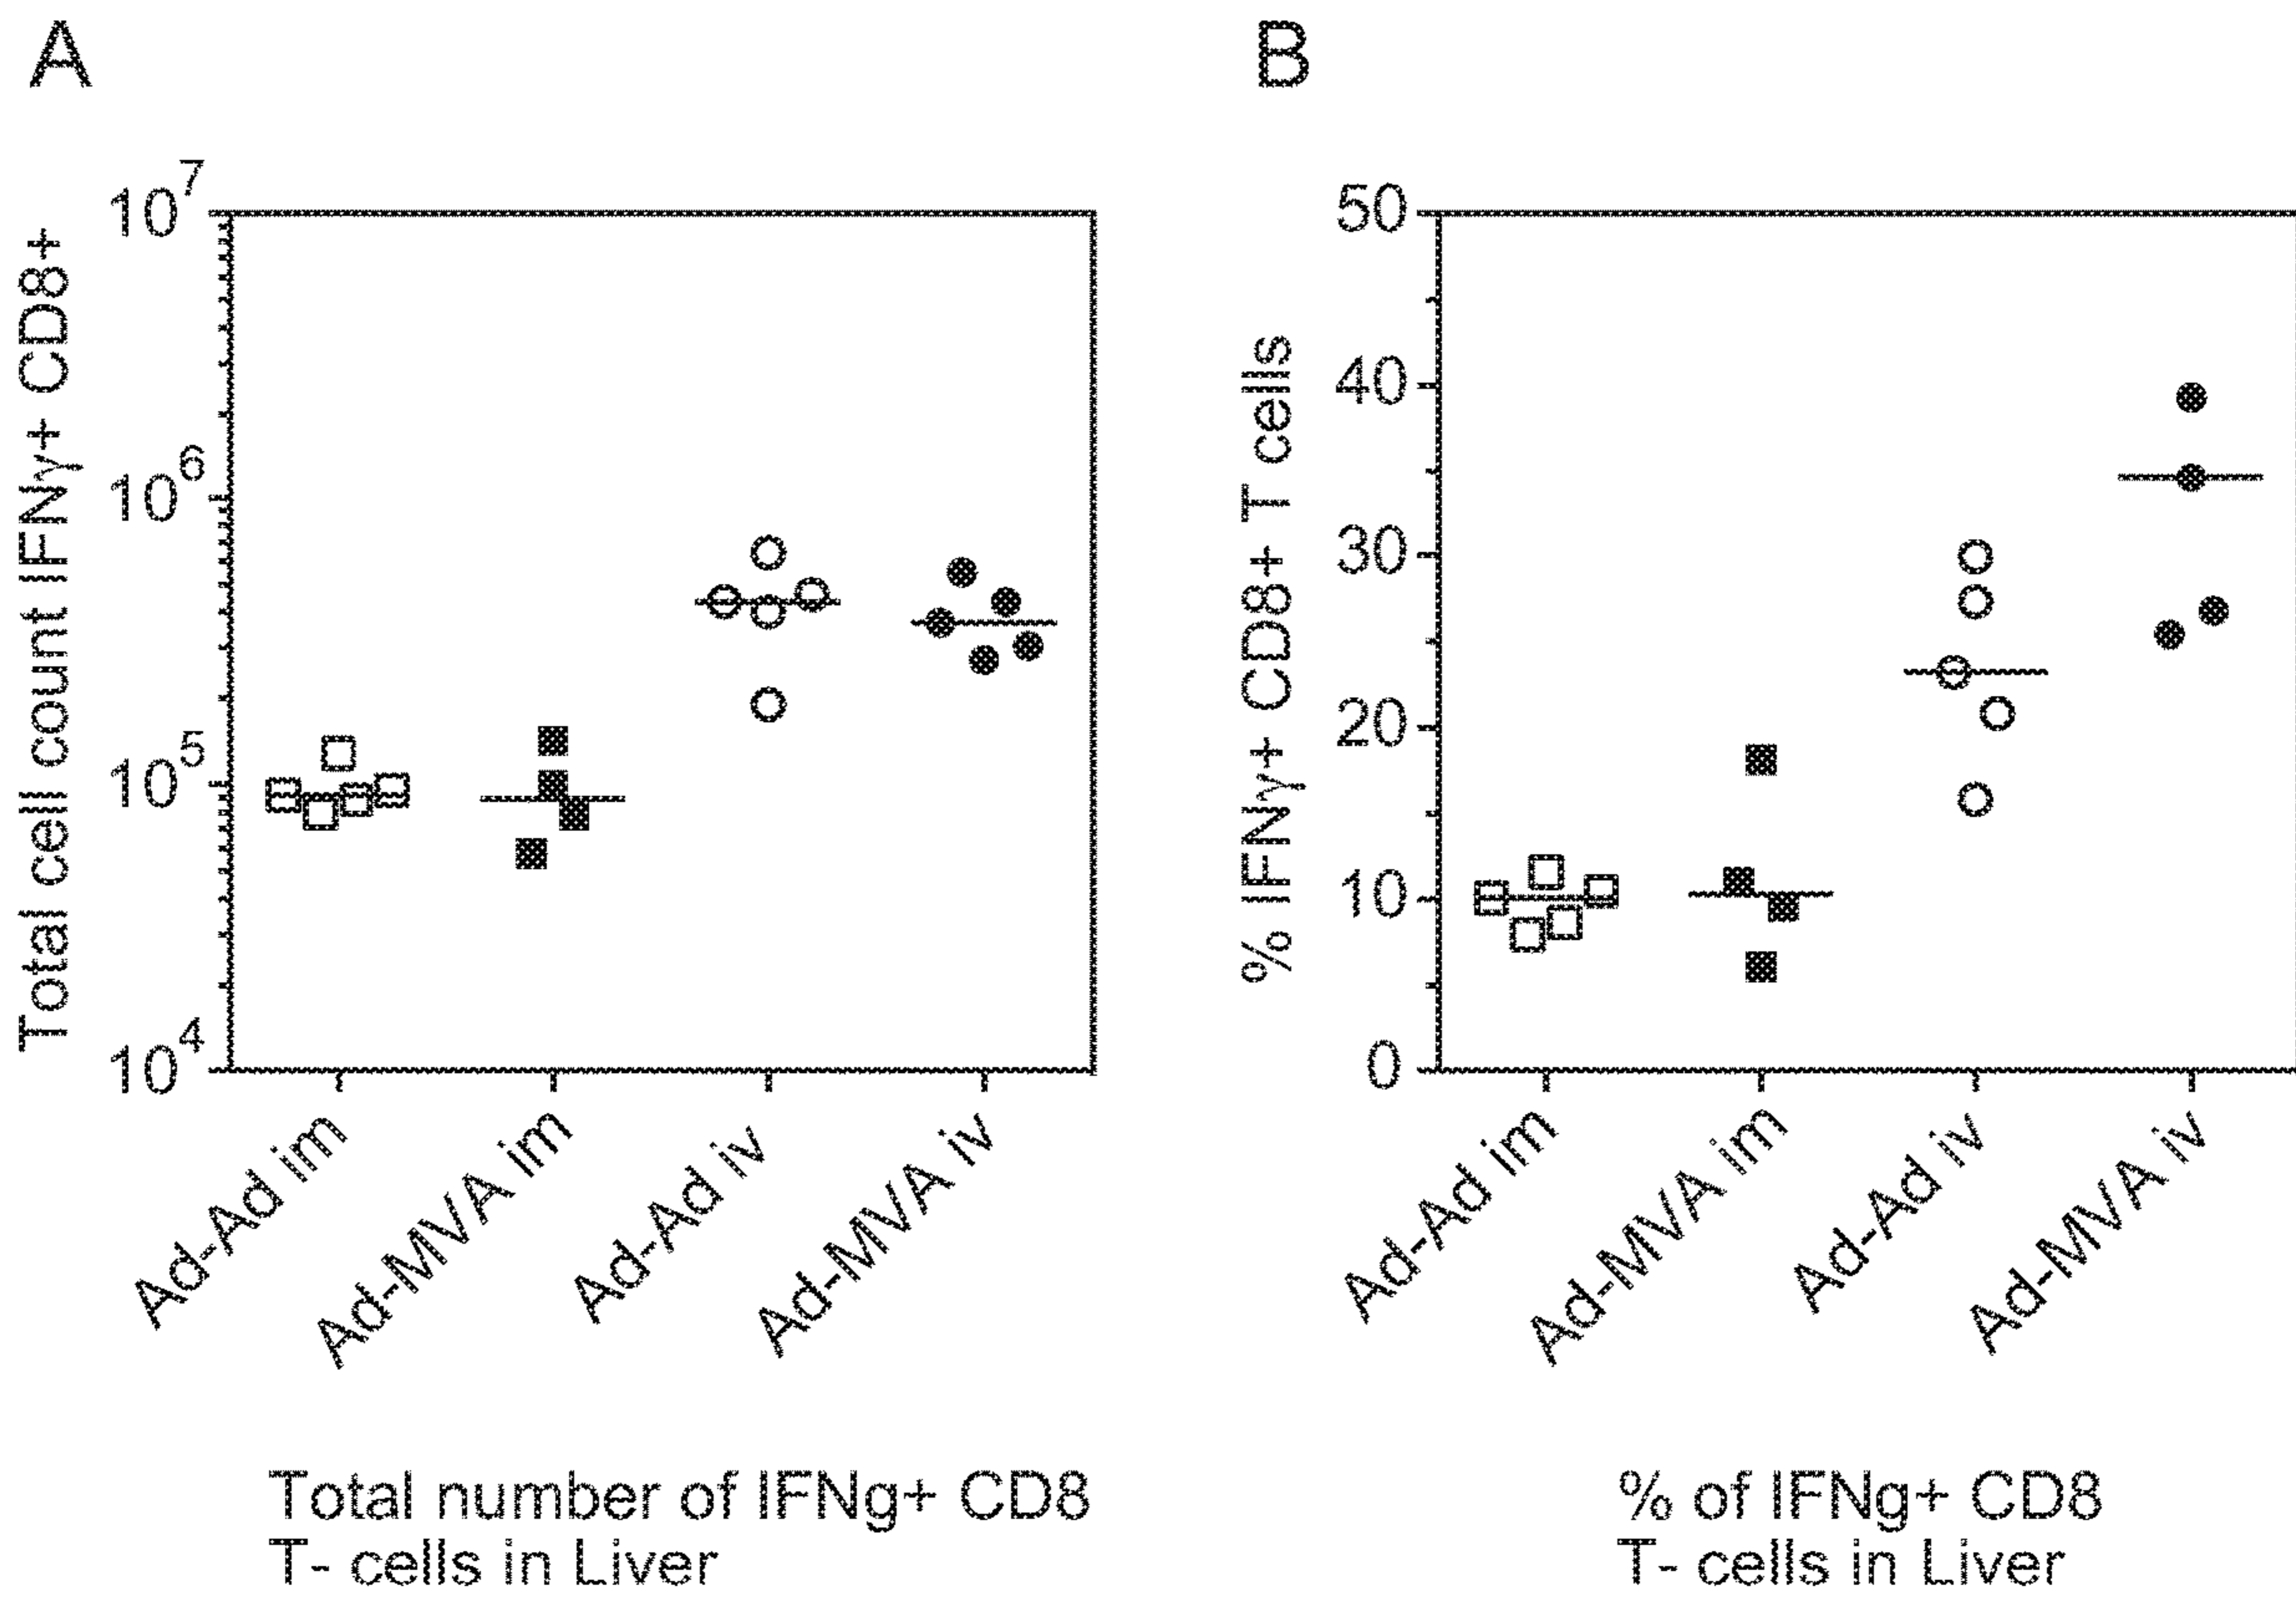 A
Total cell count IFNγ+ CD8+
10^7
10^6
10^5
10^4
Ad-Ad im
Ad-MVA im
Ad-Ad iv
Ad-MVA iv
Total number of IFNg+ CD8
T- cells in Liver
B
% IFNγ+ CD8+ T cells
50
40
30
20
10
0
Ad-Ad im
Ad-MVA im
Ad-Ad iv
Ad-MVA iv
% of IFNg+ CD8
T- cells in Liver